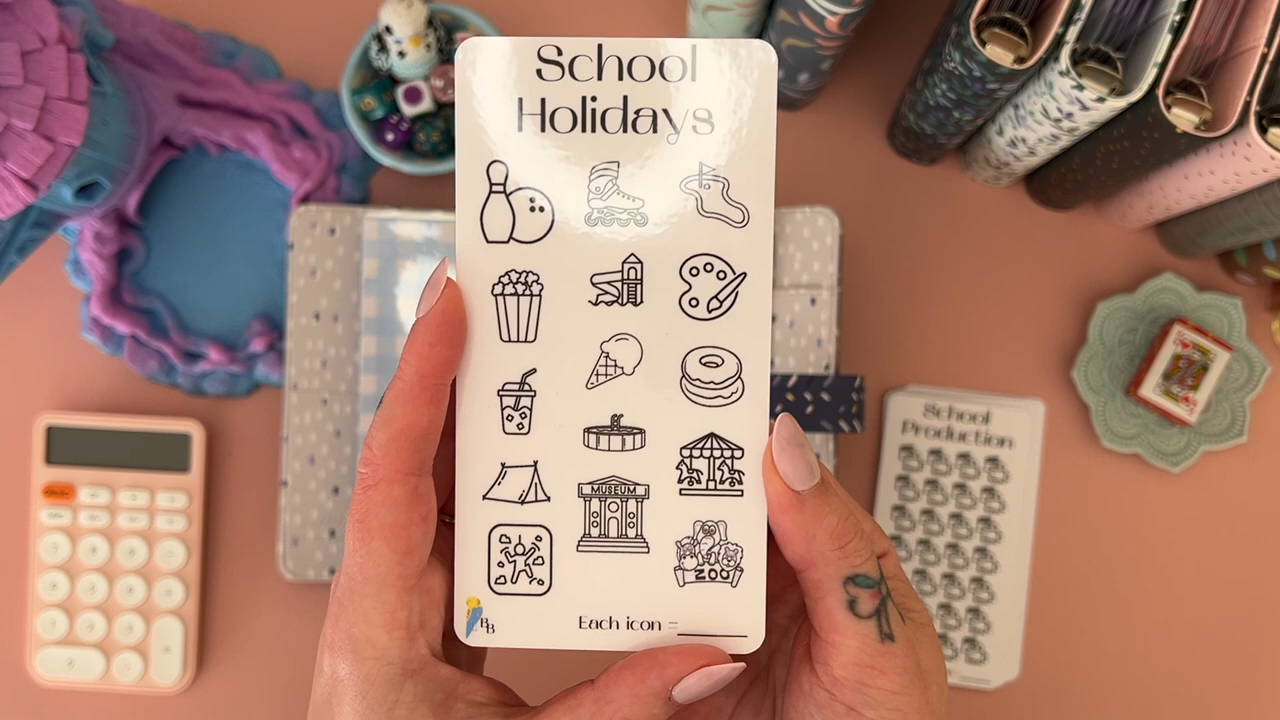 School
Holidays
MUSEUM
ZOO
BB
Each icon =
School
Production